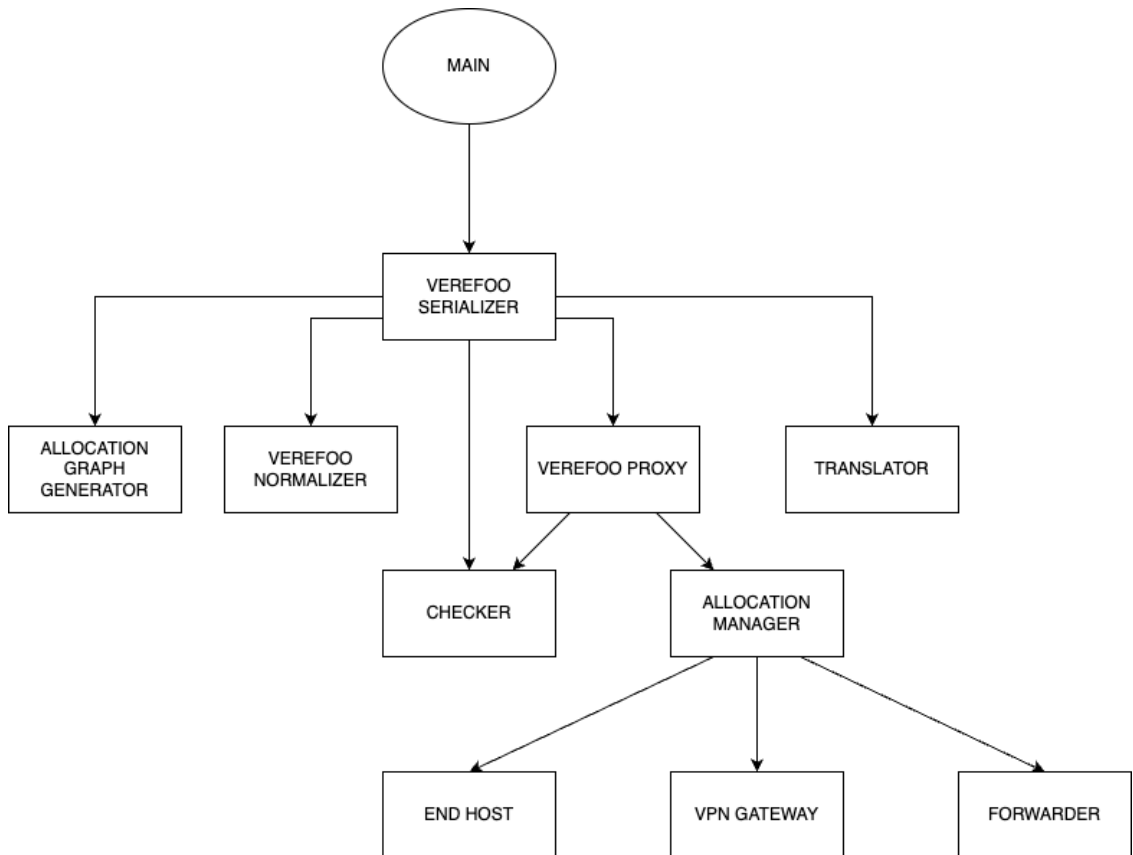 MAIN
VEREFOO
SERIALIZER
ALLOCATION
GRAPH
GENERATOR
VEREFOO
NORMALIZER
VEREFOO PROXY
TRANSLATOR
CHECKER
ALLOCATION
MANAGER
END HOST
VPN GATEWAY
FORWARDER